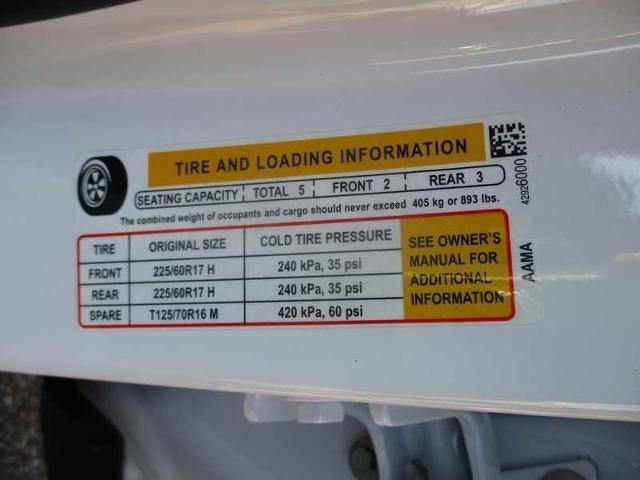 TIRE AND LOADING INFORMATION
SEATING CAPACITY TOTAL 5 FRONT 2 REAR 3
The combined weight of occupants and cargo should never exceed 405 kg or 893 lbs.
TIRE ORIGINAL SIZE COLD TIRE PRESSURE
FRONT 225/60R17 H 240 kPa, 35 psi
REAR 225/60R17 H 240 kPa, 35 psi
SPARE T125/70R16 M 420 kPa, 60 psi
SEE OWNER'S
MANUAL FOR
ADDITIONAL
INFORMATION
42926000
AAMA